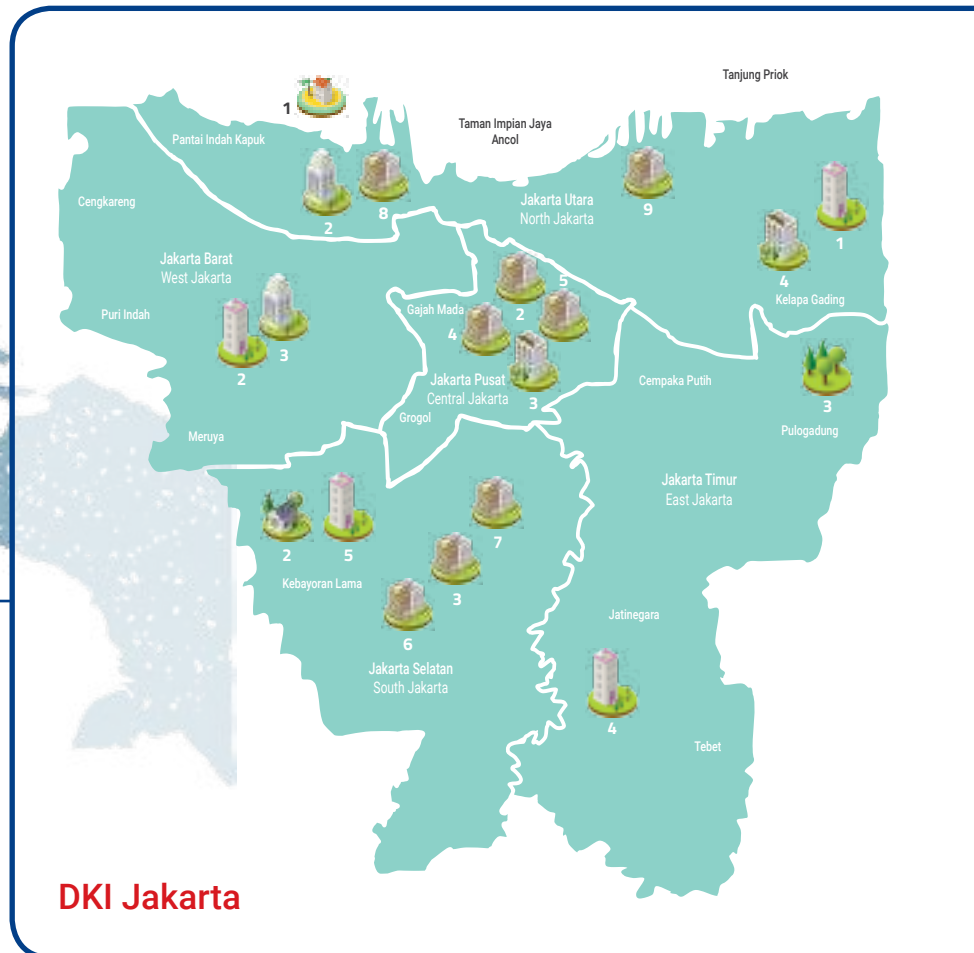 Tanjung Priok
1
Taman Impian Jaya
Ancol
Pantai Indah Kapuk
Cengkareng
2
8
Jakarta Utara
North Jakarta
9
1
4
Kelapa Gading
Jakarta Barat
West Jakarta
Puri Indah
2
3
Meruya
Gajah Mada
5
2
4
Jakarta Pusat
Central Jakarta
3
Grogol
Cempaka Putih
3
Pulogadung
Jakarta Timur
East Jakarta
2
5
Kebayoran Lama
7
3
6
Jakarta Selatan
South Jakarta
Jatinegara
4
Tebet
DKI Jakarta